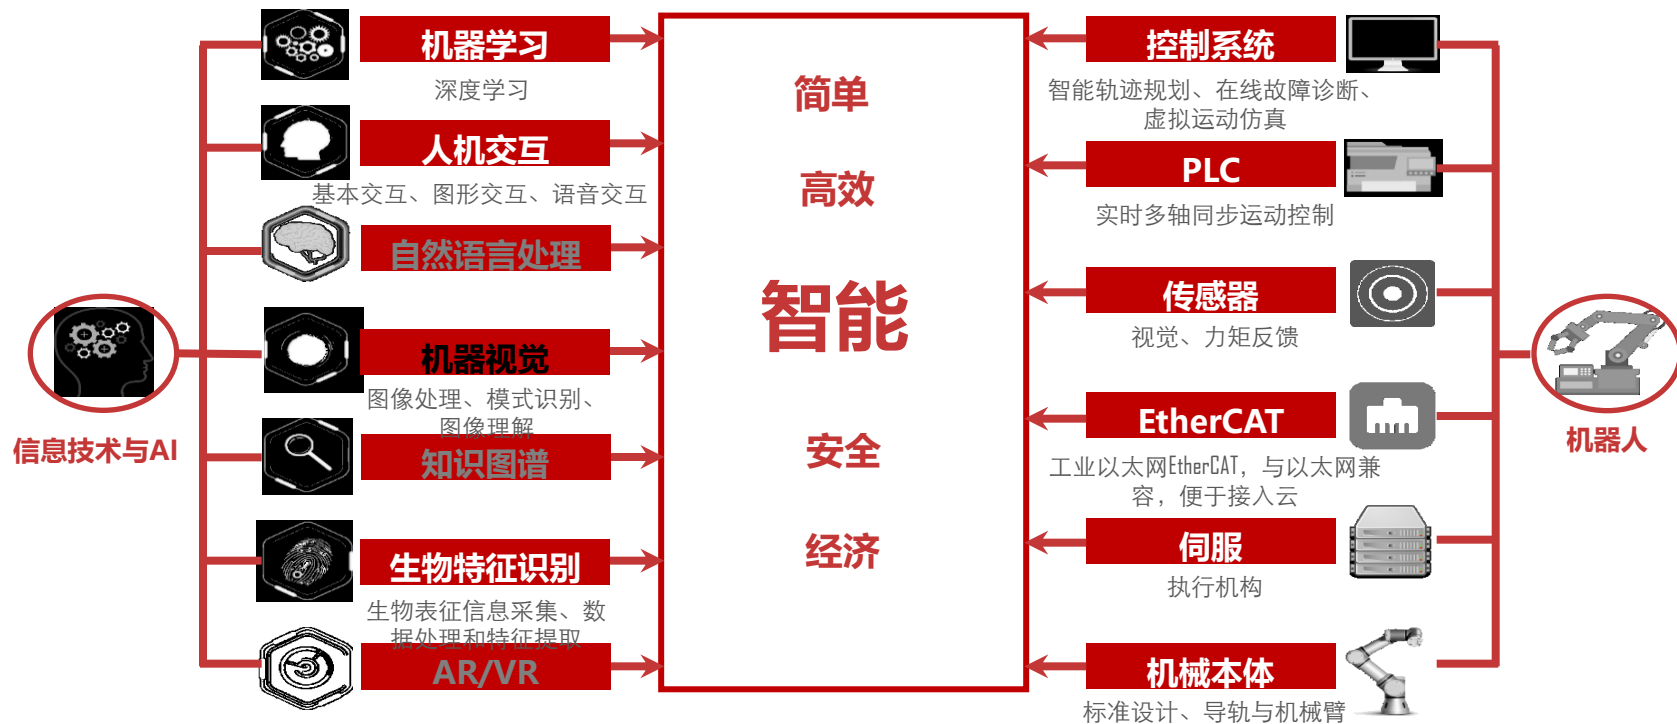 信息技术与AI
机器学习
深度学习
人机交互
基本交互、图形交互、语音交互
自然语言处理
机器视觉
图像处理、模式识别、
图像理解
知识图谱
生物特征识别
生物表征信息采集、数
据处理和特征提取
AR/VR
简单
高效
智能
安全
经济
控制系统
智能轨迹规划、在线故障诊断、
虚拟运动仿真
PLC
实时多轴同步运动控制
传感器
视觉、力矩反馈
EtherCAT
工业以太网EtherCAT，与以太网兼
容，便于接入云
伺服
执行机构
机械本体
标准设计、导轨与机械臂
机器人